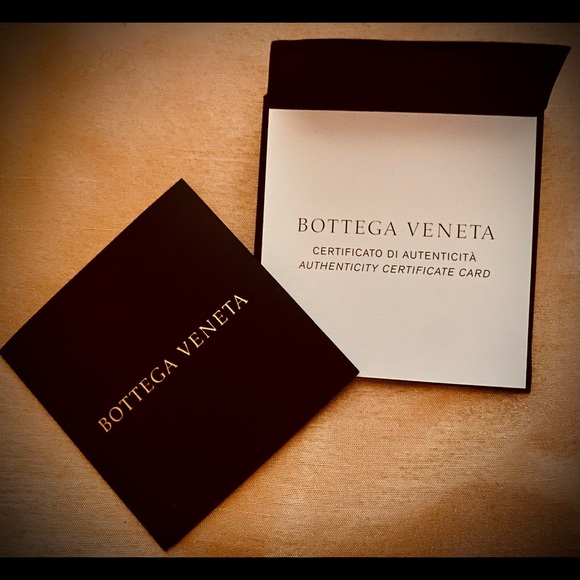 BOTTEGA VENETA
CERTIFICATO DI AUTENTICITÀ
AUTHENTICITY CERTIFICATE CARD
BOTTEGA VENETA